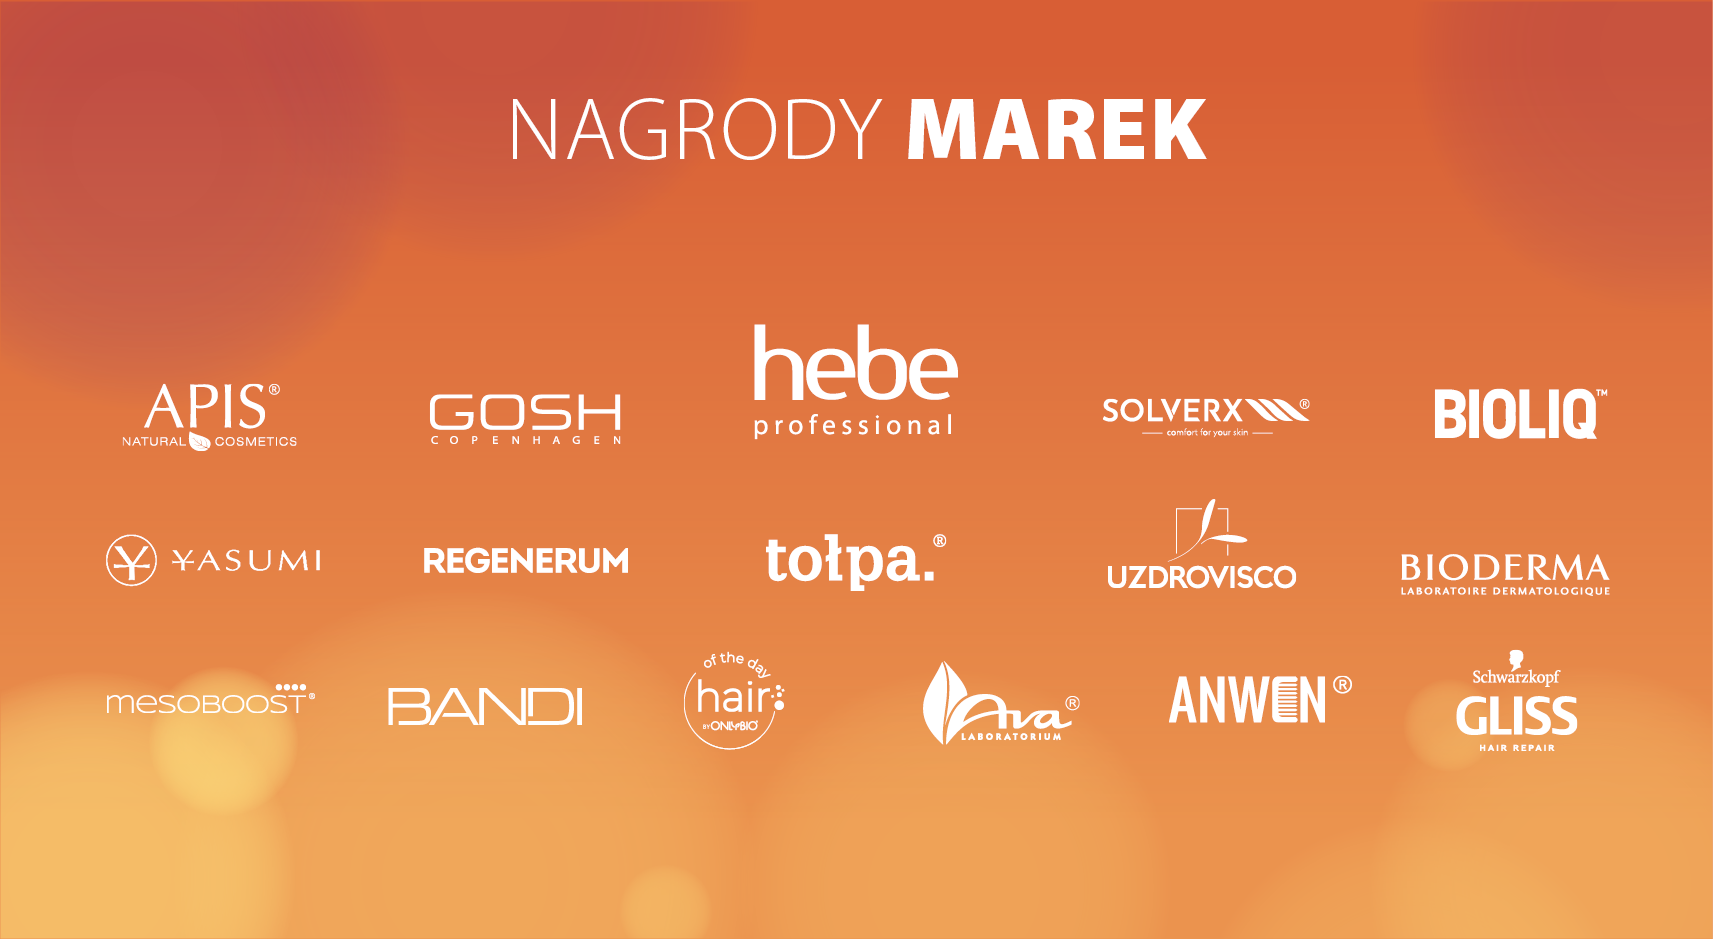 NAGRODY MAREK
APIS®
NATURAL COSMETICS
GOSH
COPENHAGEN
hebe
professional
SOLVERX®
comfort for your skin
BIOLIQ™
YASUMI
REGENERUM
tołpa.®
UZDROVISCO
BIODERMA
LABORATOIRE DERMATOLOGIQUE
mesoboost®
BANDI
of the day
hair
BY ONLYBIO
Ava®
LABORATORIUM
ANWEN®
Schwarzkopf
GLISS
HAIR REPAIR